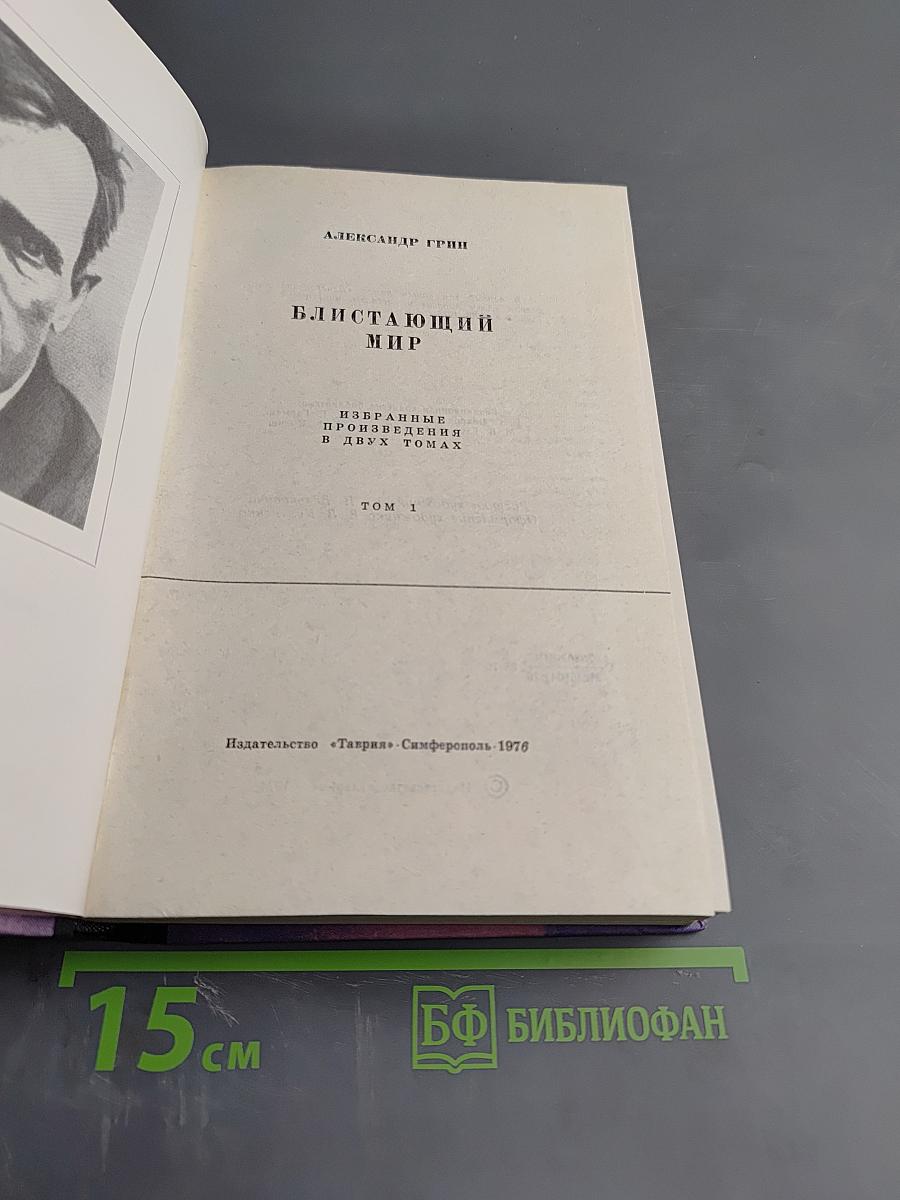 АЛЕКСАНДР ГРИН
БЛИСТАЮЩИЙ
МИР
ИЗБРАННЫЕ
ПРОИЗВЕДЕНИЯ
В ДВУХ ТОМАХ
ТОМ 1
Издательство «Таврия»·Симферополь·1976
15 см
БФ БИБЛИОФАН